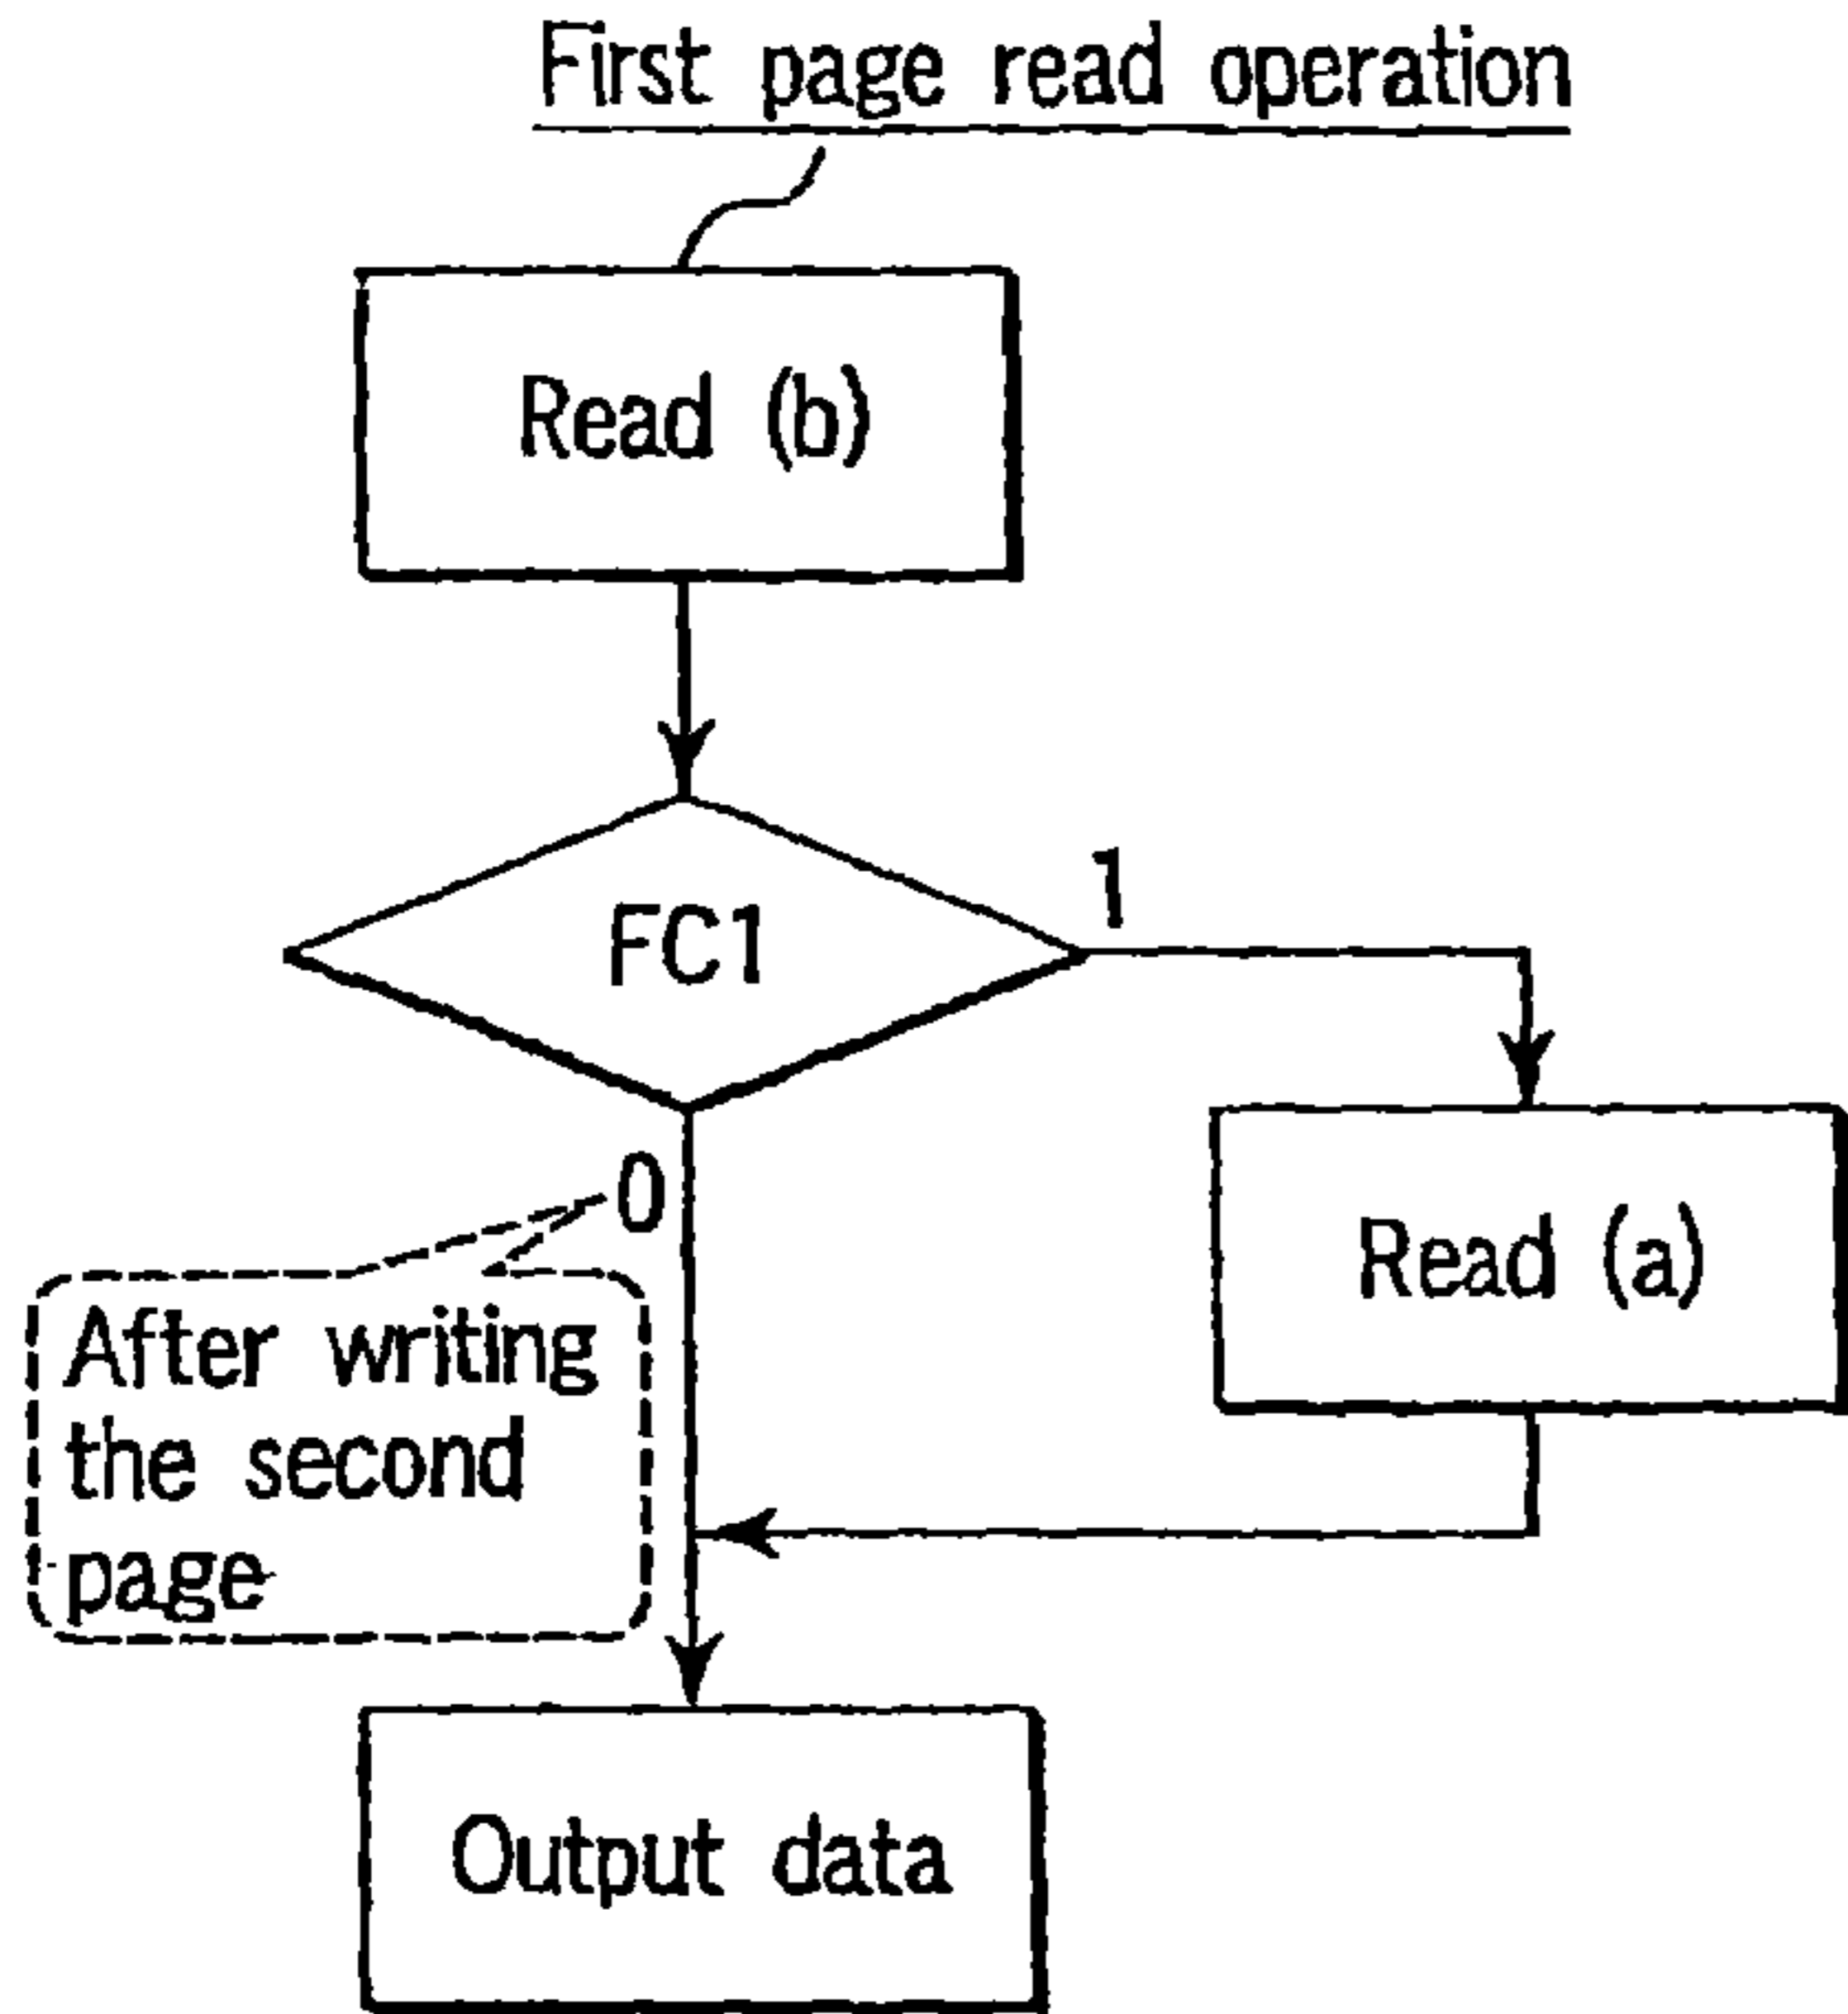 First page read operation
Read (b)
FC1
1
0
After writing
the second
page
Read (a)
Output data